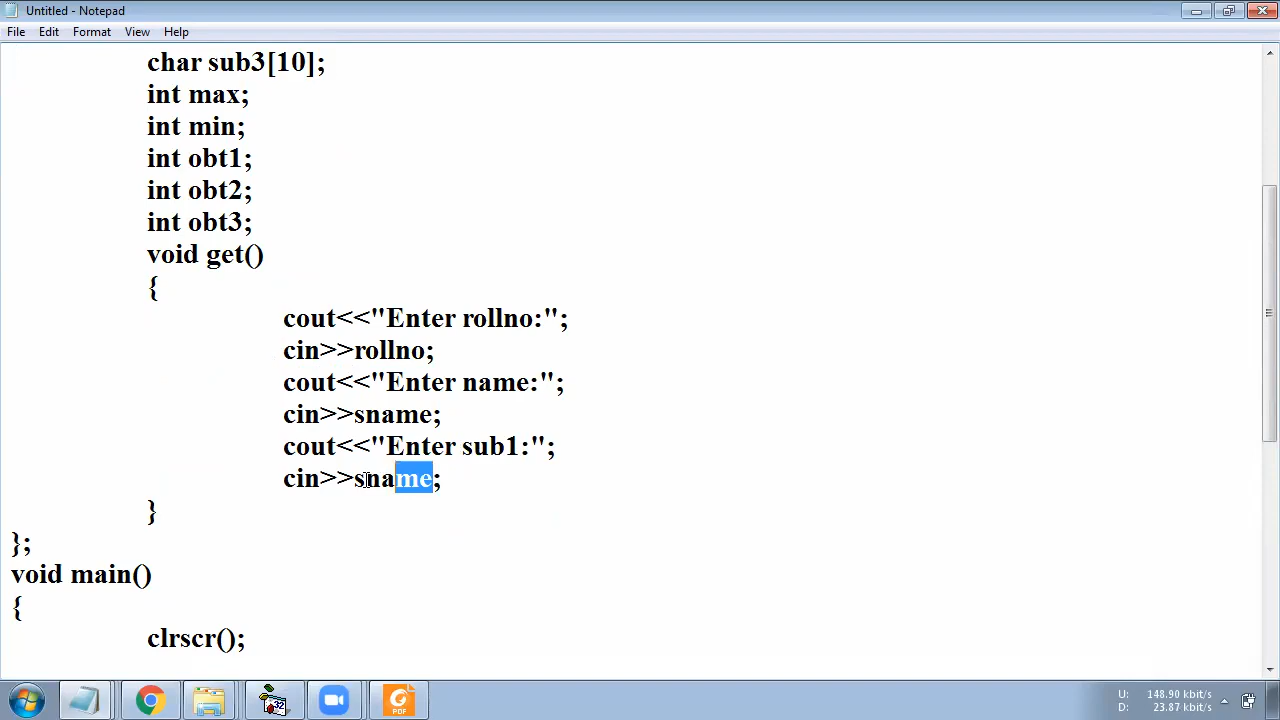 Untitled - Notepad
File Edit Format View Help
char sub3[10];
int max;
int min;
int obt1;
int obt2;
int obt3;
void get()
{
cout<<"Enter rollno:";
cin>>rollno;
cout<<"Enter name:";
cin>>sname;
cout<<"Enter sub1:";
cin>>sname;
}
};
void main()
{
clrscr();
32
PDF
U: 148.90 kbit/s
D: 23.87 kbit/s